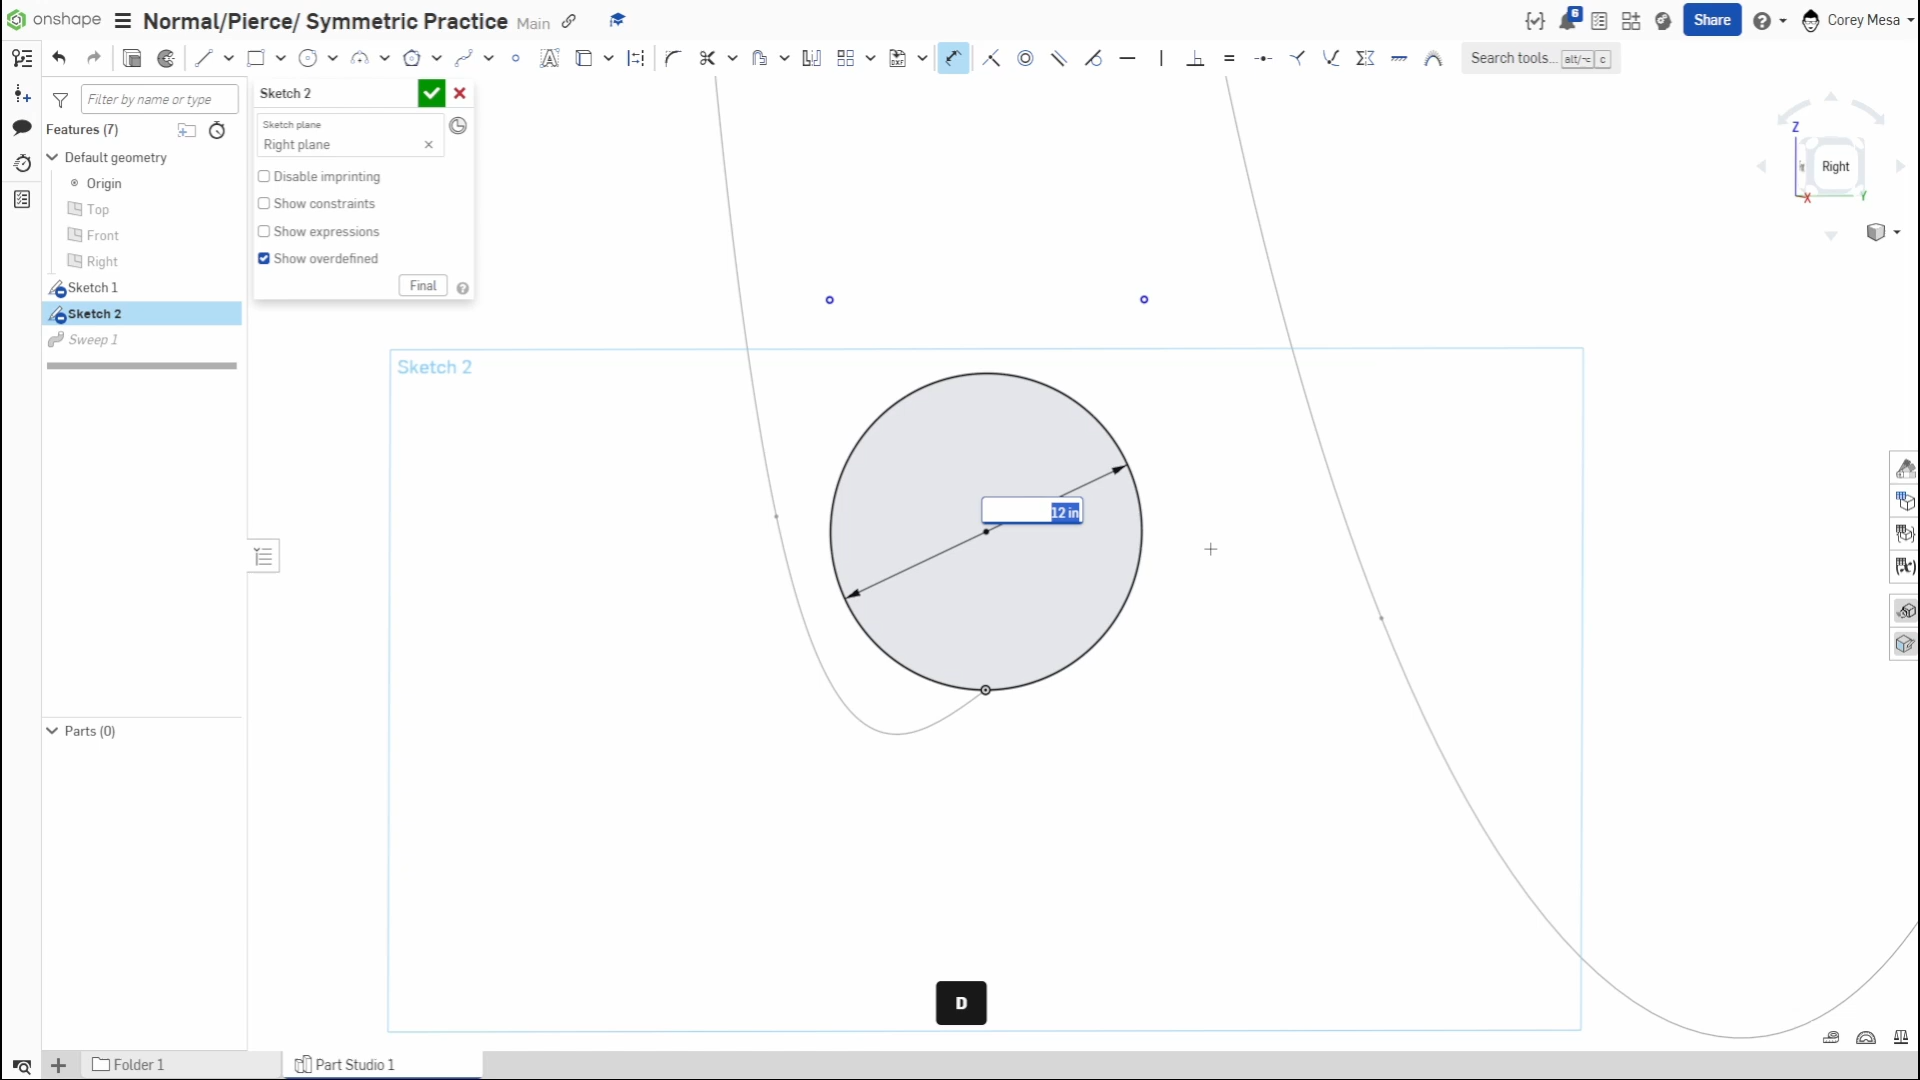 onshape
Normal/Pierce/ Symmetric Practice
Main
6
Share
Corey Mesa
Search tools...
alt/⌥
c
Filter by name or type
Features (7)
Default geometry
Origin
Top
Front
Right
Sketch 1
Sketch 2
Sweep 1
Parts (0)
Sketch 2
Sketch plane
Right plane
Disable imprinting
Show constraints
Show expressions
Show overdefined
Final
Sketch 2
12 in
Z
Right
X
Y
D
Folder 1
Part Studio 1